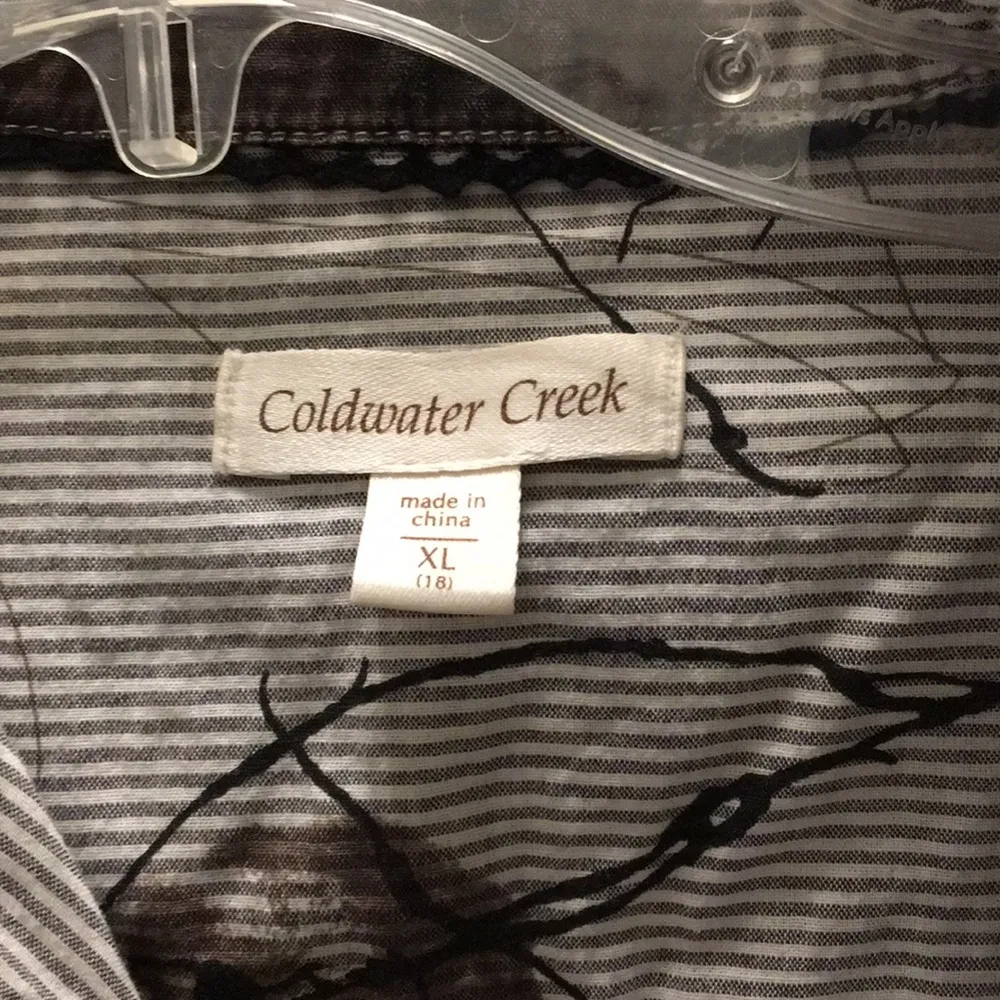 Coldwater Creek
made in
china
XL
(18)